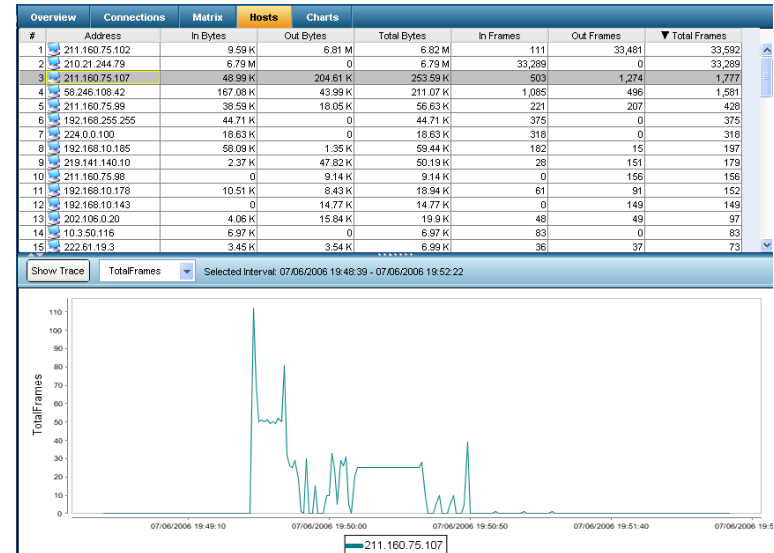 Overview Connections Matrix Hosts Charts
# Address In Bytes Out Bytes Total Bytes In Frames Out Frames ▼ Total Frames
1 211.160.75.102 9.59 K 6.81 M 6.82 M 111 33,481 33,592
2 210.21.244.79 6.79 M 0 6.79 M 33,289 0 33,289
3 211.160.75.107 48.99 K 204.61 K 253.59 K 503 1,274 1,777
4 58.246.108.42 167.08 K 43.99 K 211.07 K 1,085 496 1,581
5 211.160.75.99 38.59 K 18.05 K 56.63 K 221 207 428
6 192.168.255.255 44.71 K 0 44.71 K 375 0 375
7 224.0.0.100 18.63 K 0 18.63 K 318 0 318
8 192.168.10.185 58.09 K 1.35 K 59.44 K 182 15 197
9 219.141.140.10 2.37 K 47.82 K 50.19 K 28 151 179
10 211.160.75.98 0 9.14 K 9.14 K 0 156 156
11 192.168.10.178 10.51 K 8.43 K 18.94 K 61 91 152
12 192.168.10.143 0 14.77 K 14.77 K 0 149 149
13 202.106.0.20 4.06 K 15.84 K 19.9 K 48 49 97
14 10.3.50.116 6.97 K 0 6.97 K 83 0 83
15 222.61.19.3 3.45 K 3.54 K 6.99 K 36 37 73
Show Trace TotalFrames Selected Interval: 07/06/2006 19:48:39 - 07/06/2006 19:52:22
TotalFrames
110
100
90
80
70
60
50
40
30
20
10
0
07/06/2006 19:49:10 07/06/2006 19:50:00 07/06/2006 19:50:50 07/06/2006 19:51:40 07/06/2006 19:5
211.160.75.107